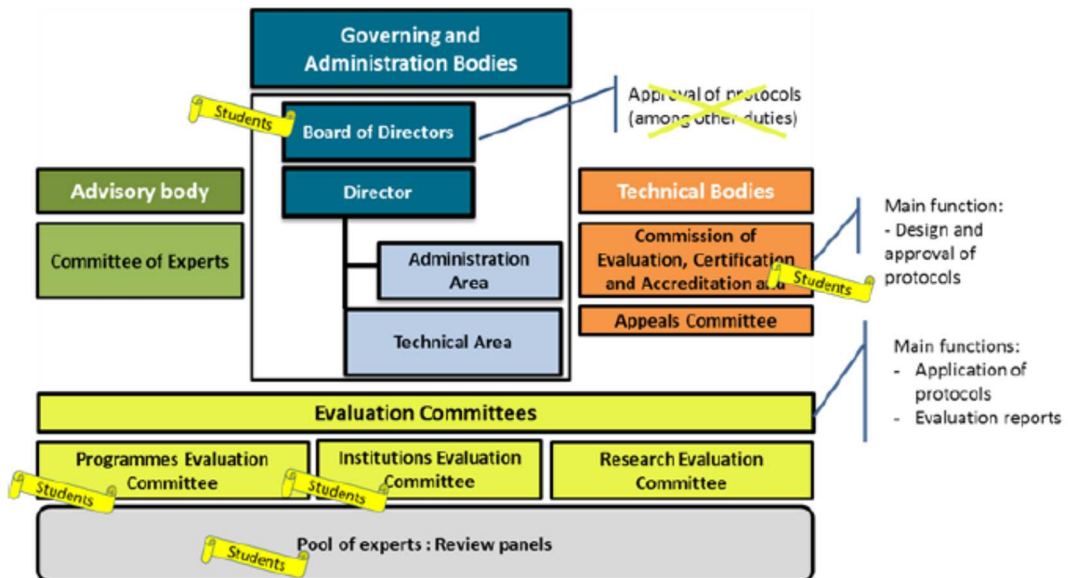 Governing and
Administration Bodies
Students
Board of Directors
Approval of protocols
(among other duties)
Advisory body
Director
Technical Bodies
Committee of Experts
Administration
Area
Technical Area
Commission of
Evaluation, Certification
and Accreditation and
Students
Appeals Committee
Main function:
- Design and
approval of
protocols
Main functions:
- Application of
protocols
- Evaluation reports
Evaluation Committees
Programmes Evaluation
Committee
Students
Institutions Evaluation
Committee
Students
Research Evaluation
Committee
Pool of experts : Review panels
Students